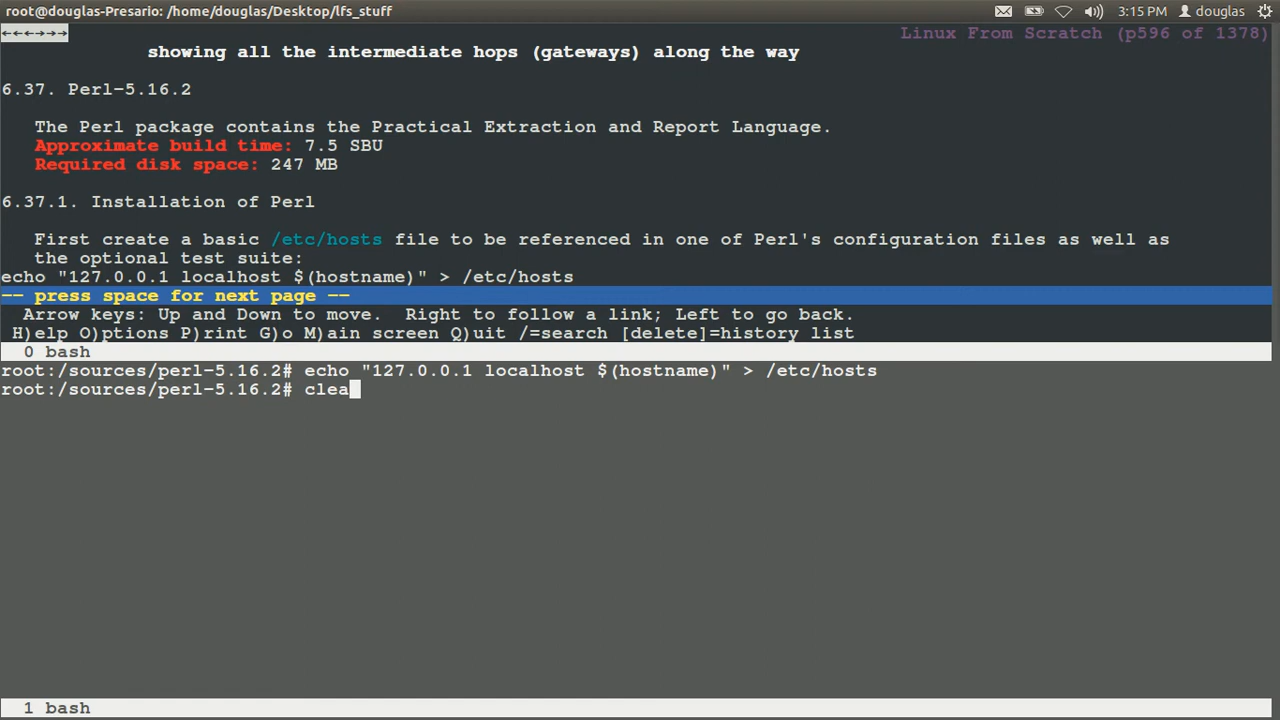 root@douglas-Presario: /home/douglas/Desktop/lfs_stuff 3:15 PM douglas
←←←→→→ Linux From Scratch (p596 of 1378)
showing all the intermediate hops (gateways) along the way
6.37. Perl-5.16.2
The Perl package contains the Practical Extraction and Report Language.
Approximate build time: 7.5 SBU
Required disk space: 247 MB
6.37.1. Installation of Perl
First create a basic /etc/hosts file to be referenced in one of Perl's configuration files as well as
the optional test suite:
echo "127.0.0.1 localhost $(hostname)" > /etc/hosts
-- press space for next page --
Arrow keys: Up and Down to move. Right to follow a link; Left to go back.
H)elp O)ptions P)rint G)o M)ain screen Q)uit /=search [delete]=history list
0 bash
root:/sources/perl-5.16.2# echo "127.0.0.1 localhost $(hostname)" > /etc/hosts
root:/sources/perl-5.16.2# clea
1 bash